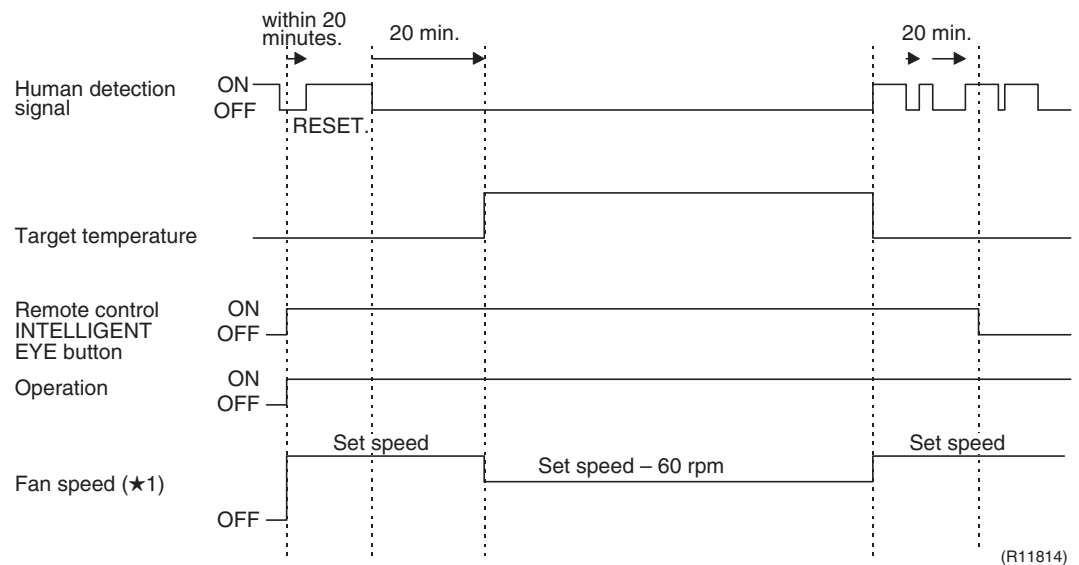 within 20
minutes.
20 min.
20 min.
Human detection
signal
ON
OFF
RESET.
Target temperature
Remote control
INTELLIGENT
EYE button
ON
OFF
Operation
ON
OFF
Set speed
Set speed
Set speed – 60 rpm
Fan speed (★1)
OFF
(R11814)